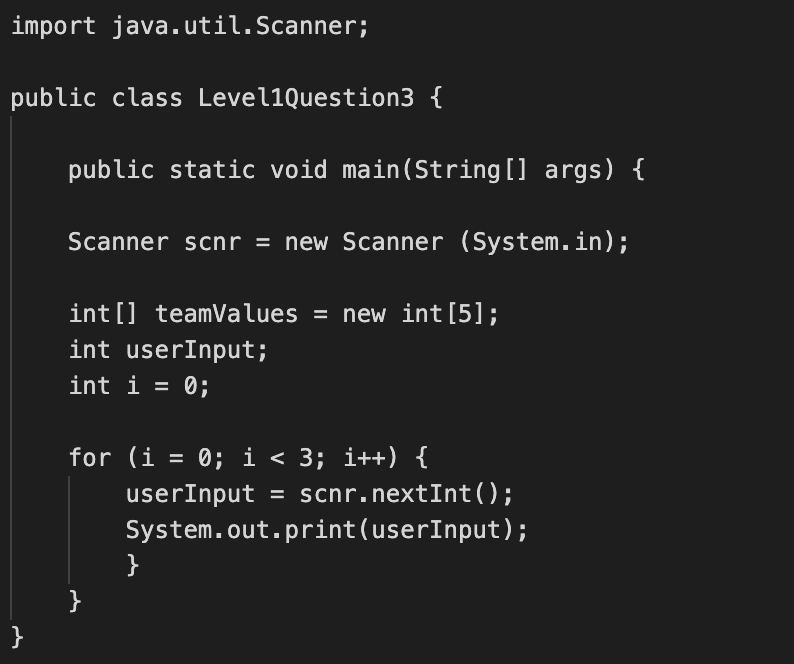 import java.util.Scanner;
public class Level1Question3 {
public static void main(String[] args) {
Scanner scnr = new Scanner (System.in);
int[] teamValues = new int[5];
int userInput;
int i = 0;
for (i = 0; i < 3; i++) {
userInput = scnr.nextInt();
System.out.print(userInput);
}
}
}